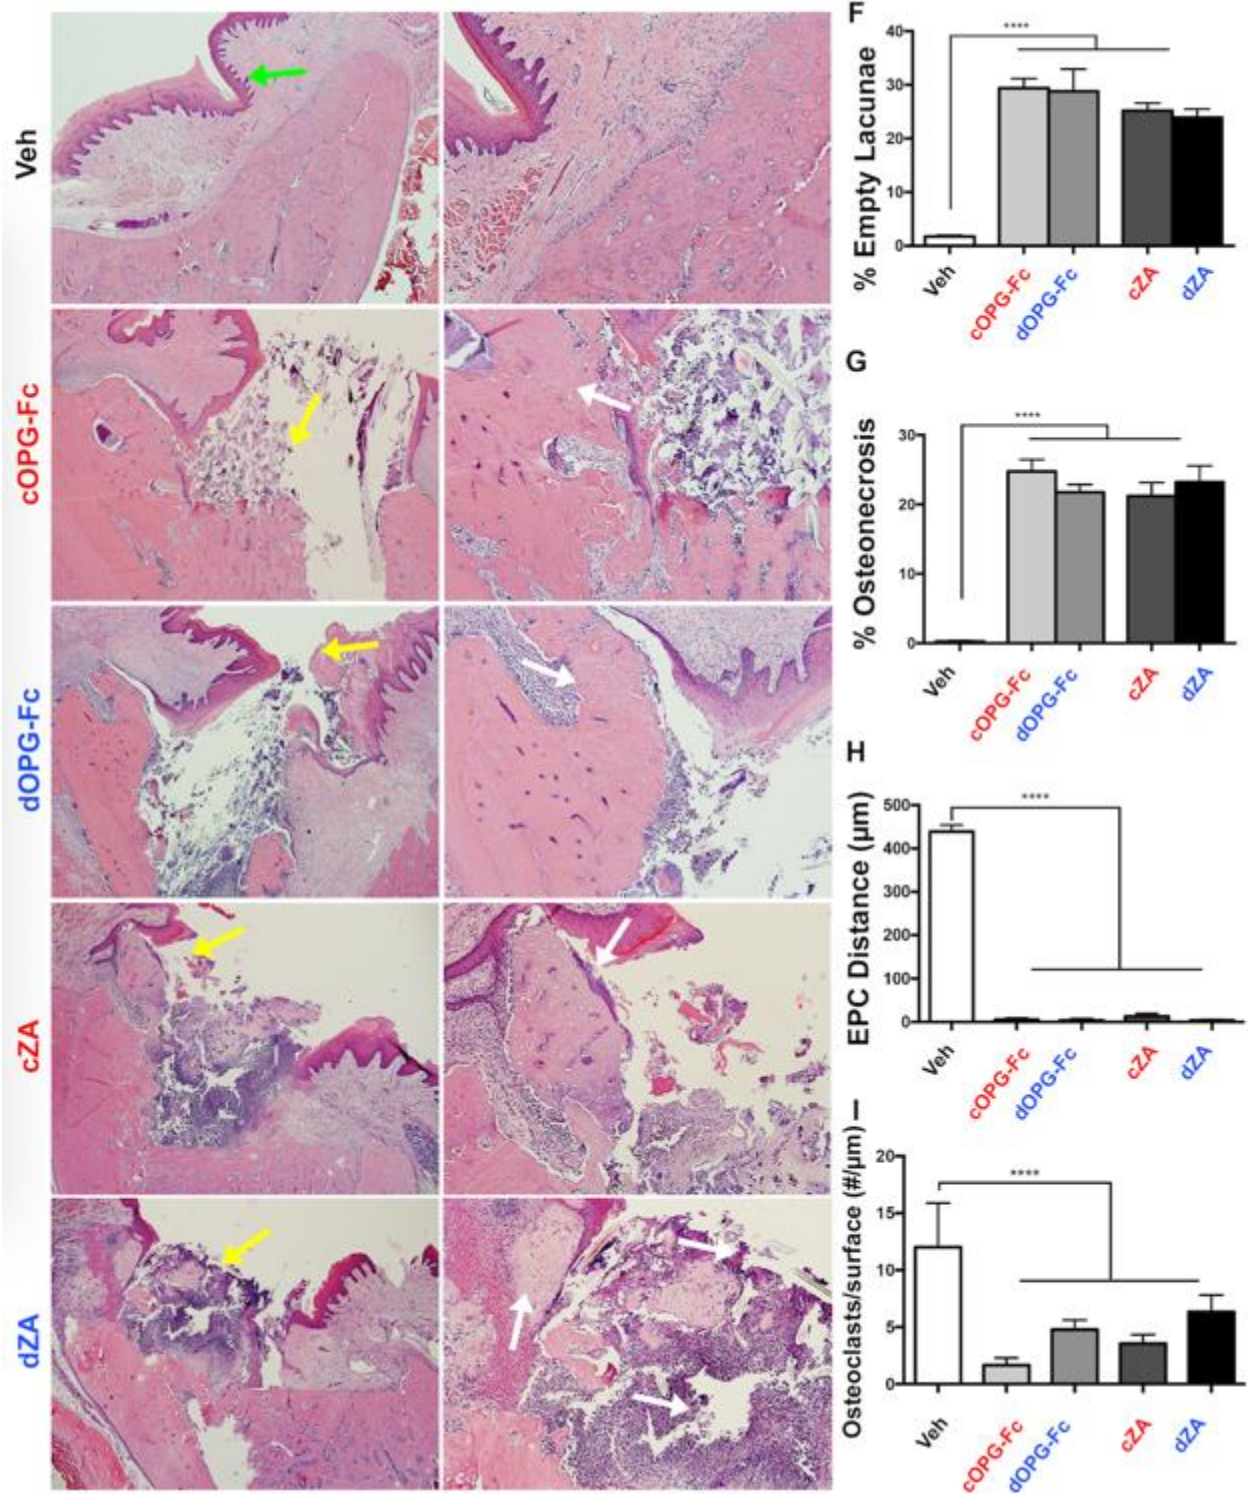 Veh
cOPG-Fc
dOPG-Fc
cZA
dZA
F
% Empty Lacunae
40
30
20
10
0
****
Veh
cOPG-Fc
dOPG-Fc
cZA
dZA
G
% Osteonecrosis
30
20
10
0
****
Veh
cOPG-Fc
dOPG-Fc
cZA
dZA
H
EPC Distance (µm)
500
400
300
200
100
0
****
Veh
cOPG-Fc
dOPG-Fc
cZA
dZA
I
Osteoclasts/surface (#/µm)
20
15
10
5
0
****
Veh
cOPG-Fc
dOPG-Fc
cZA
dZA